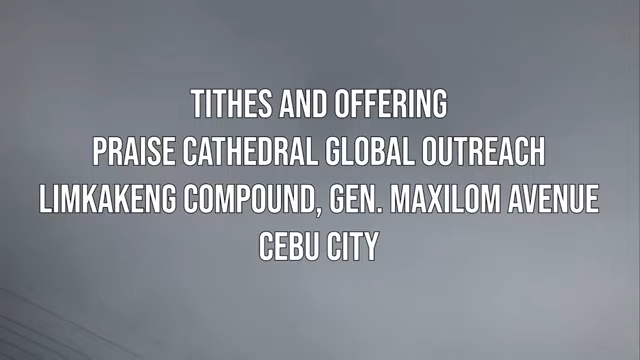 TITHES AND OFFERING
PRAISE CATHEDRAL GLOBAL OUTREACH
LIMKAKENG COMPOUND, GEN. MAXILOM AVENUE
CEBU CITY